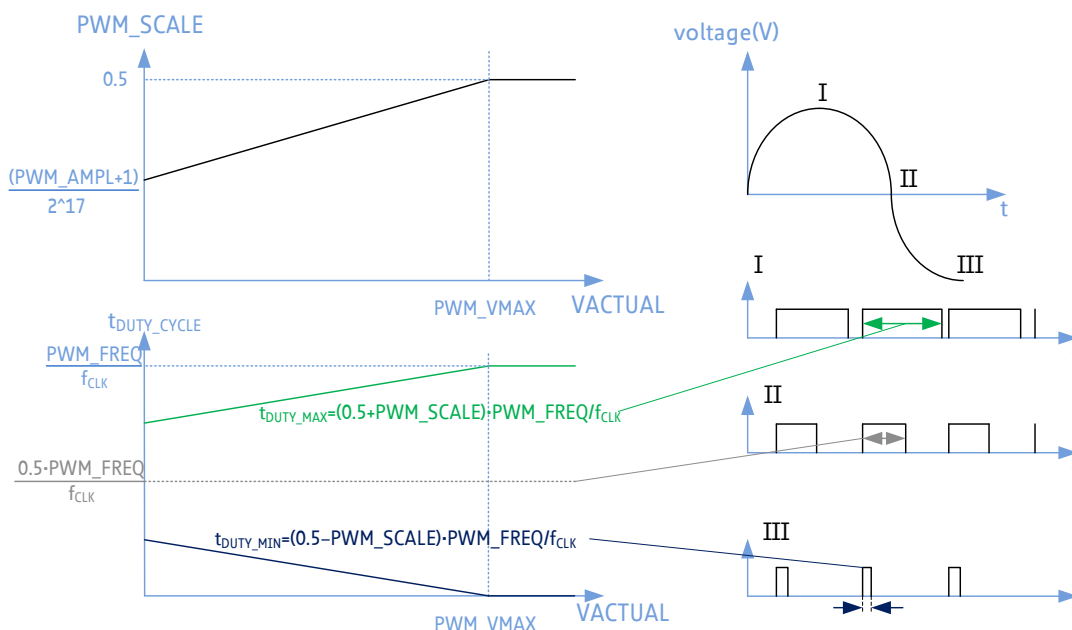 PWM_SCALE
0.5
(PWM_AMPL+1)
2^17
PWM_VMAX
VACTUAL
voltage(V)
I
II
III
t
tDUTY_CYCLE
PWM_FREQ
fCLK
tDUTY_MAX=(0.5+PWM_SCALE)·PWM_FREQ/fCLK
0.5·PWM_FREQ
fCLK
tDUTY_MIN=(0.5–PWM_SCALE)·PWM_FREQ/fCLK
PWM_VMAX
VACTUAL
I
II
III